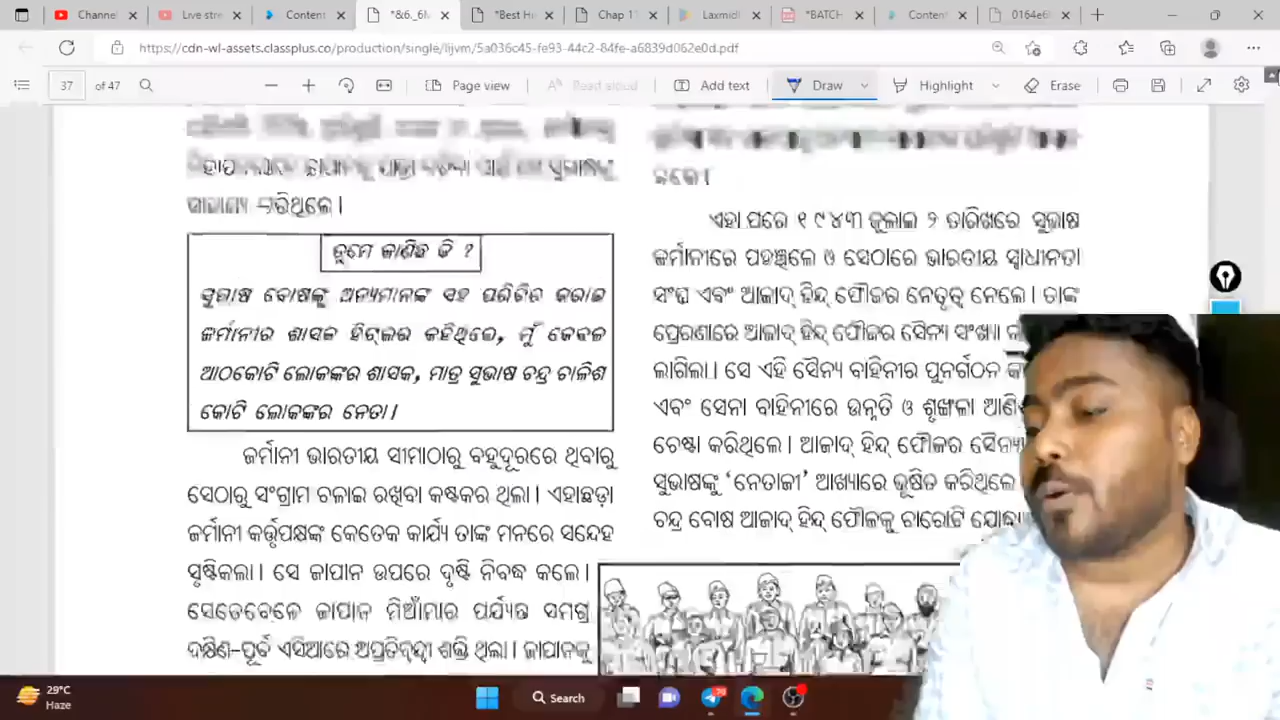 Channel
Live stre
Content
*&6._6
*Best H
Chap 1
Laxmid
*BATCH
Content
_0164e6
https://cdn-wl-assets.classplus.co/production/single/lijvm/5a036c45-fe93-44c2-84fe-a6839d062e0d.pdf
37 of 47
Page view
Read aloud
Add text
Draw
Highlight
Erase
କରିଥିଲେ ।
ତୁମେ ଜାଣିଛ କି ?
ସୁଭାଷ ବୋଷଙ୍କୁ ଅନ୍ୟମାନଙ୍କ ସହ ପରିଚିତ କରାଇ
ଜର୍ମାନୀର ଶାସକ ହିଟ୍‌ଲର କହିଥିଲେ, ମୁଁ କେବଳ
ଆଠକୋଟି ଲୋକଙ୍କର ଶାସକ, ମାତ୍ର ସୁଭାଷ ଚନ୍ଦ୍ର ଚାଳିଶ
କୋଟି ଲୋକଙ୍କର ନେତା ।
ଜର୍ମାନୀ ଭାରତୀୟ ସୀମାଠାରୁ ବହୁଦୂରରେ ଥିବାରୁ
ସେଠାରୁ ସଂଗ୍ରାମ ଚଳାଇ ରଖିବା କଷ୍ଟକର ଥିଲା । ଏହାଛଡ଼ା
ଜର୍ମାନୀ କର୍ତ୍ତୃପକ୍ଷଙ୍କ କେତେକ କାର୍ଯ୍ୟ ତାଙ୍କ ମନରେ ସନ୍ଦେହ
ସୃଷ୍ଟିକଲା । ସେ ଜାପାନ ଉପରେ ଦୃଷ୍ଟି ନିବଦ୍ଧ କଲେ ।
ସେତେବେଳେ ଜାପାନ ମିଆଁମାର ପର୍ଯ୍ୟନ୍ତ ସମଗ୍ର
ଦକ୍ଷିଣ-ପୂର୍ବ ଏସିଆରେ ଅପ୍ରତିଦ୍ୱନ୍ଦ୍ୱୀ ଶକ୍ତି ଥିଲା । ଜାପାନକୁ
କଲେ ।
ଏହା ପରେ ୧୯୪୩ ଜୁଲାଇ ୨ ତାରିଖରେ ସୁଭାଷ
ଜର୍ମାନୀରେ ପହଞ୍ଚିଲେ ଓ ସେଠାରେ ଭାରତୀୟ ସ୍ୱାଧୀନତା
ସଂଘ ଏବଂ ଆଜାଦ୍ ହିନ୍ଦ୍ ଫୌଜର ନେତୃତ୍ୱ ନେଲେ । ତାଙ୍କ
ପ୍ରେରଣାରେ ଆଜାଦ୍ ହିନ୍ଦ୍ ଫୌଜର ସୈନ୍ୟ ସଂଖ୍ୟା
ଲାଗିଲା । ସେ ଏହି ସୈନ୍ୟ ବାହିନୀର ପୁନର୍ଗଠନ
ଏବଂ ସେନା ବାହିନୀରେ ଉନ୍ନତି ଓ ଶୃଙ୍ଖଳା
ଚେଷ୍ଟା କରିଥିଲେ । ଆଜାଦ୍ ହିନ୍ଦ୍ ଫୌଜର
ସୁଭାଷଙ୍କୁ ‘ନେତାଜୀ’ ଆଖ୍ୟାରେ ଭୂଷିତ କରିଥିଲେ
ଚନ୍ଦ୍ର ବୋଷ ଆଜାଦ୍ ହିନ୍ଦ୍ ଫୌଜକୁ ଚାରୋଟି
29°C
Haze
Search